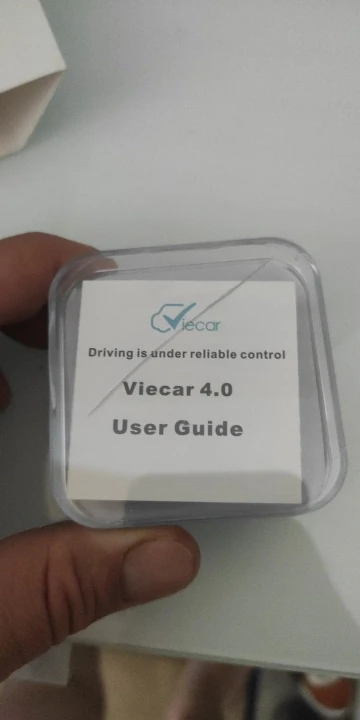 Viecar
Driving is under reliable control
Viecar 4.0
User Guide